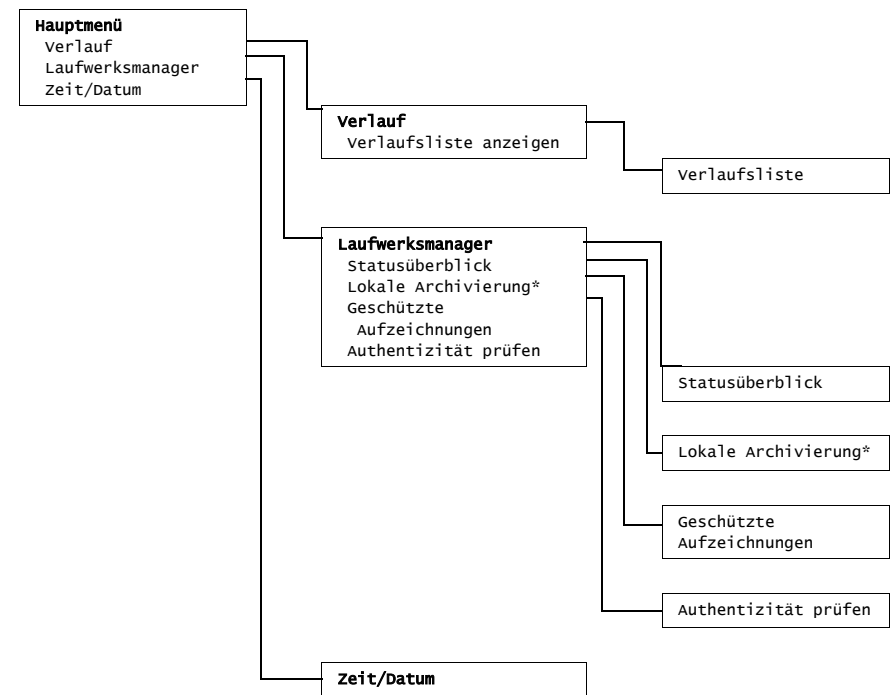 Hauptmenü
Verlauf
Laufwerksmanager
Zeit/Datum
Verlauf
Verlaufsliste anzeigen
Verlaufsliste
Laufwerksmanager
Statusüberblick
Lokale Archivierung*
Geschützte
Aufzeichnungen
Authentizität prüfen
Statusüberblick
Lokale Archivierung*
Geschützte
Aufzeichnungen
Authentizität prüfen
Zeit/Datum